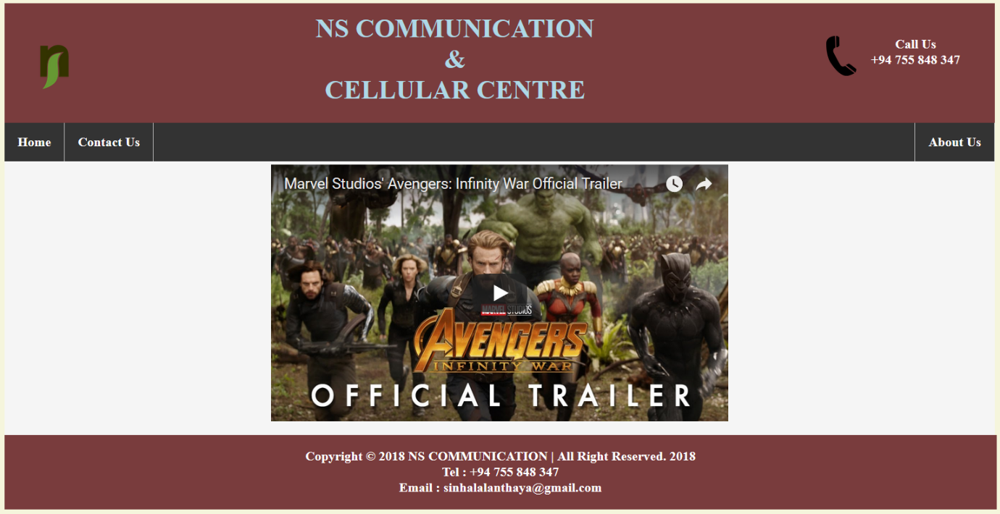 NS COMMUNICATION
&
CELLULAR CENTRE
Call Us
+94 755 848 347
Home
Contact Us
About Us
Marvel Studios' Avengers: Infinity War Official Trailer
MARVEL STUDIOS
AVENGERS
INFINITY WAR
OFFICIAL TRAILER
Copyright © 2018 NS COMMUNICATION | All Right Reserved. 2018
Tel : +94 755 848 347
Email : sinhalalanthaya@gmail.com